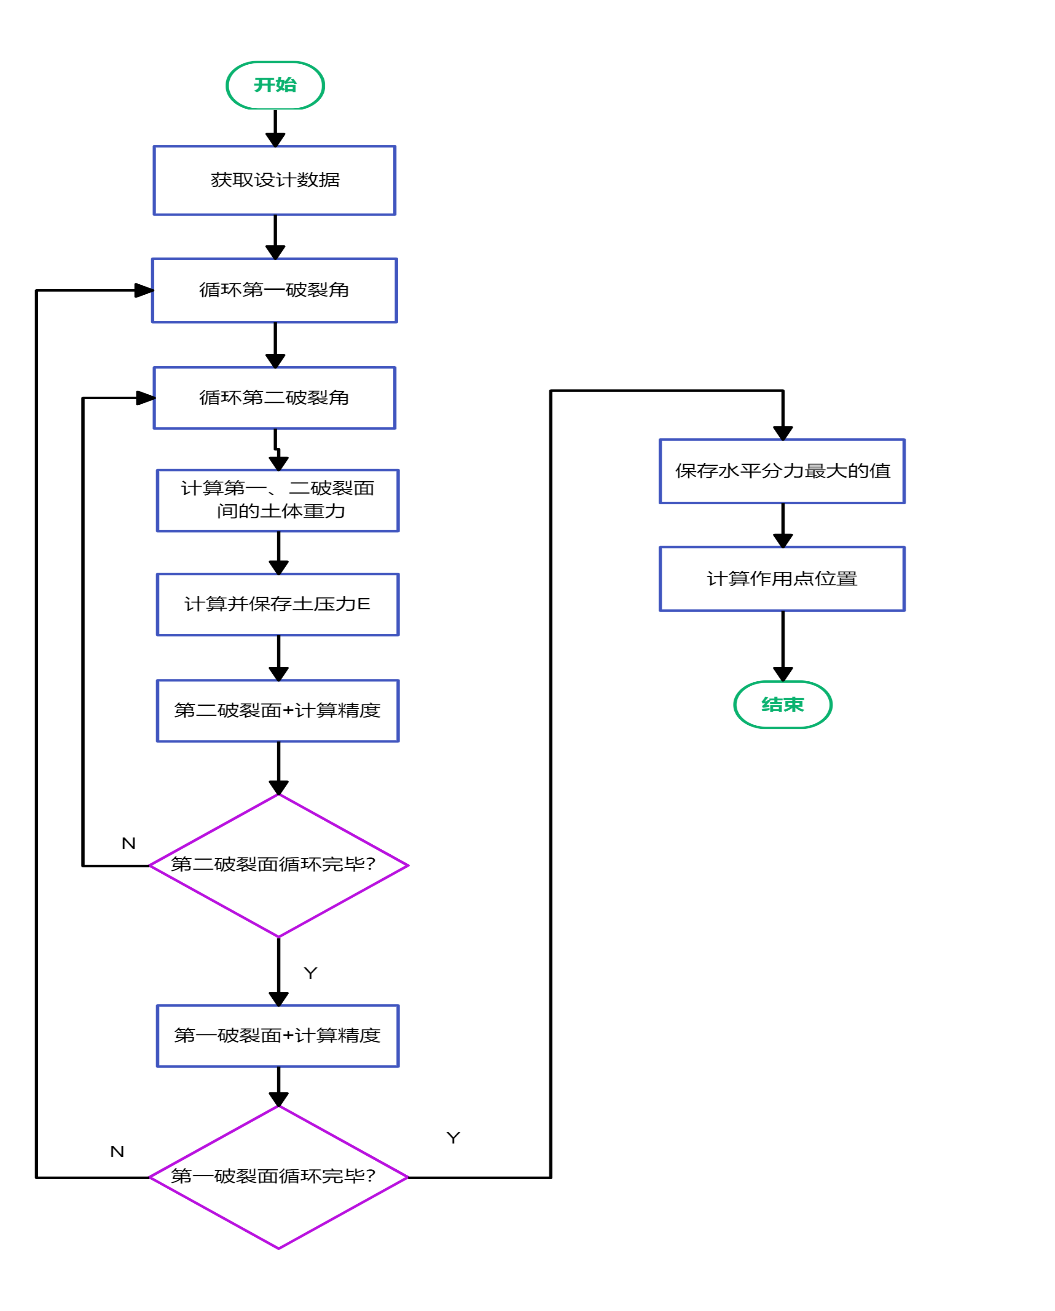 开始
获取设计数据
循环第一破裂角
循环第二破裂角
计算第一、二破裂面
间的土体重力
计算并保存土压力E
第二破裂面+计算精度
N
第二破裂面循环完毕?
Y
第一破裂面+计算精度
N
第一破裂面循环完毕?
Y
保存水平分力最大的值
计算作用点位置
结束